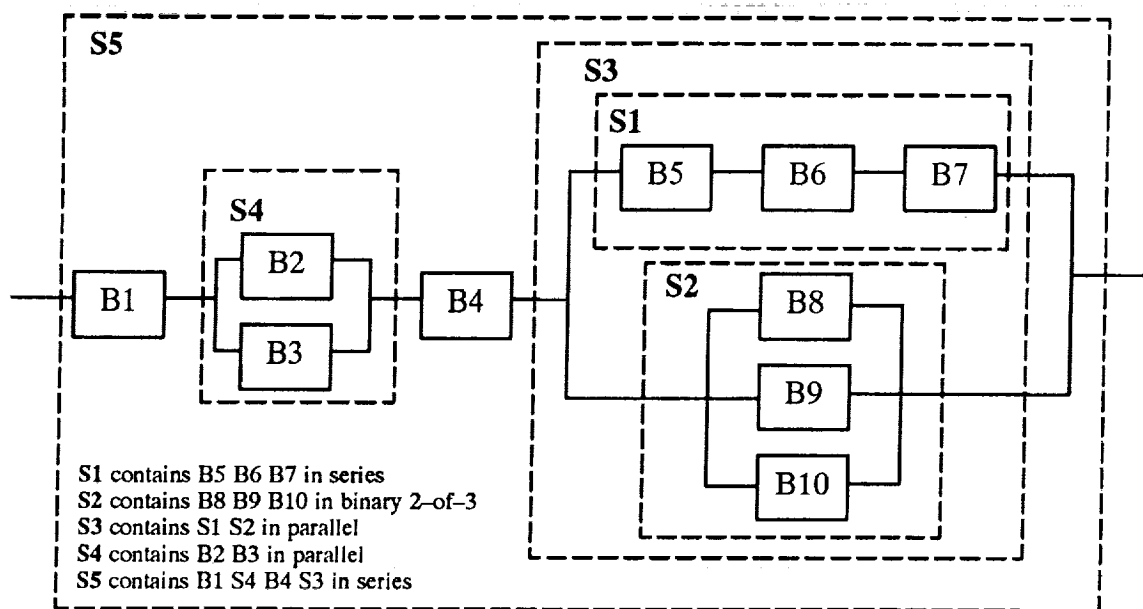 S5
S3
S1
B5 B6 B7
S4
B2
B1
B4
B3
S2
B8
B9
B10
S1 contains B5 B6 B7 in series
S2 contains B8 B9 B10 in binary 2-of-3
S3 contains S1 S2 in parallel
S4 contains B2 B3 in parallel
S5 contains B1 S4 B4 S3 in series